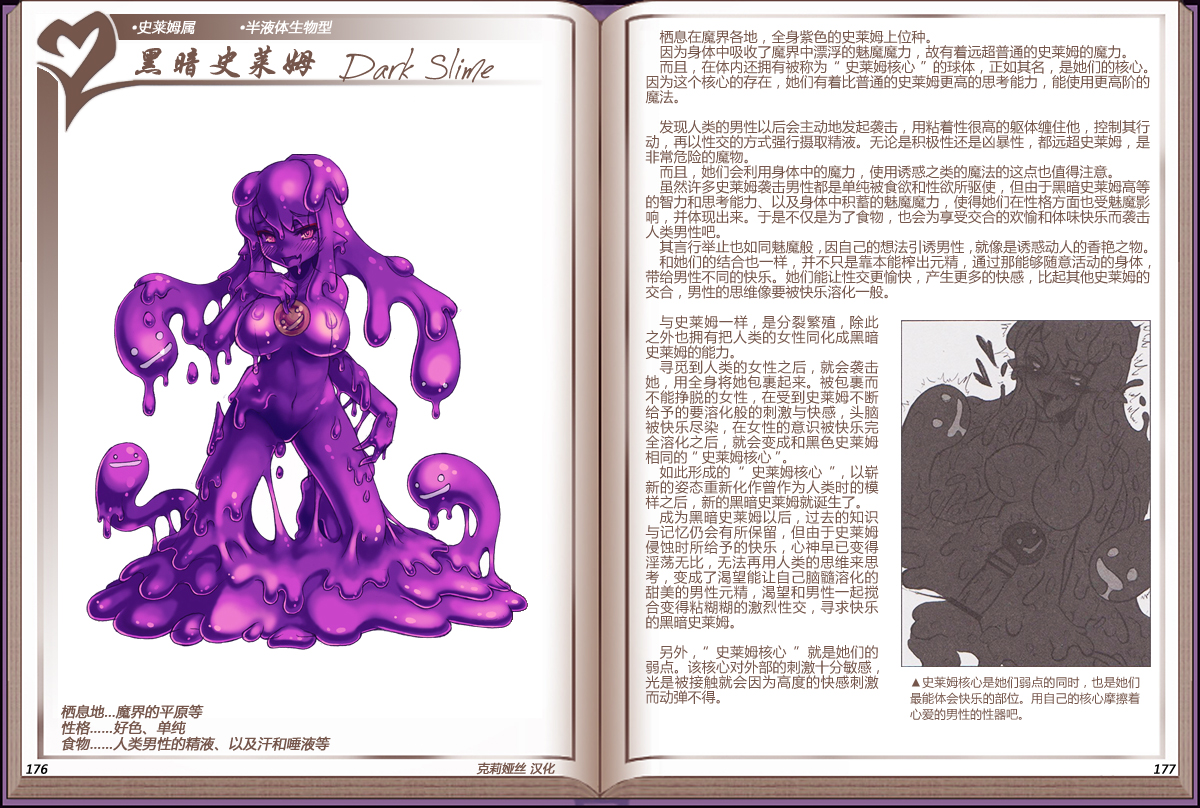 •史莱姆属
•半液体生物型
黑暗史莱姆 Dark Slime
栖息地...魔界的平原等
性格......好色、单纯
食物......人类男性的精液、以及汗和唾液等
176
克莉娅丝 汉化
栖息在魔界各地，全身紫色的史莱姆上位种。
因为身体中吸收了魔界中漂浮的魅魔魔力，故有着远超普通的史莱姆的魔力。
而且，在体内还拥有被称为“ 史莱姆核心 ”的球体，正如其名，是她们的核心。
因为这个核心的存在，她们有着比普通的史莱姆更高的思考能力，能使用更高阶的
魔法。
发现人类的男性以后会主动地发起袭击，用粘着性很高的躯体缠住他，控制其行
动，再以性交的方式强行摄取精液。无论是积极性还是凶暴性，都远超史莱姆，是
非常危险的魔物。
而且，她们会利用身体中的魔力，使用诱惑之类的魔法的这点也值得注意。
虽然许多史莱姆袭击男性都是单纯被食欲和性欲所驱使，但由于黑暗史莱姆高等
的智力和思考能力、以及身体中积蓄的魅魔魔力，使得她们在性格方面也受魅魔影
响，并体现出来。于是不仅是为了食物，也会为享受交合的欢愉和体味快乐而袭击
人类男性吧。
其言行举止也如同魅魔般，因自己的想法引诱男性，就像是诱惑动人的香艳之物。
和她们的结合也一样，并不只是靠本能榨出元精，通过那能够随意活动的身体，
带给男性不同的快乐。她们能让性交更愉快，产生更多的快感，比起其他史莱姆的
交合，男性的思维像要被快乐溶化一般。
与史莱姆一样，是分裂繁殖，除此
之外也拥有把人类的女性同化成黑暗
史莱姆的能力。
寻觅到人类的女性之后，就会袭击
她，用全身将她包裹起来。被包裹而
不能挣脱的女性，在受到史莱姆不断
给予的要溶化般的刺激与快感，头脑
被快乐尽染，在女性的意识被快乐完
全溶化之后，就会变成和黑色史莱姆
相同的“ 史莱姆核心 ”。
如此形成的“ 史莱姆核心 ”，以崭
新的姿态重新化作曾作为人类时的模
样之后，新的黑暗史莱姆就诞生了。
成为黑暗史莱姆以后，过去的知识
与记忆仍会有所保留，但由于史莱姆
侵蚀时所给予的快乐，心神早已变得
淫荡无比，无法再用人类的思维来思
考，变成了渴望能让自己脑髓溶化的
甜美的男性元精，渴望和男性一起搅
合变得粘糊糊的激烈性交，寻求快乐
的黑暗史莱姆。
另外，“ 史莱姆核心 ”就是她们的
弱点。该核心对外部的刺激十分敏感，
光是被接触就会因为高度的快感刺激
而动弹不得。
▲史莱姆核心是她们弱点的同时，也是她们
最能体会快乐的部位。用自己的核心摩擦着
心爱的男性的性器吧。
177